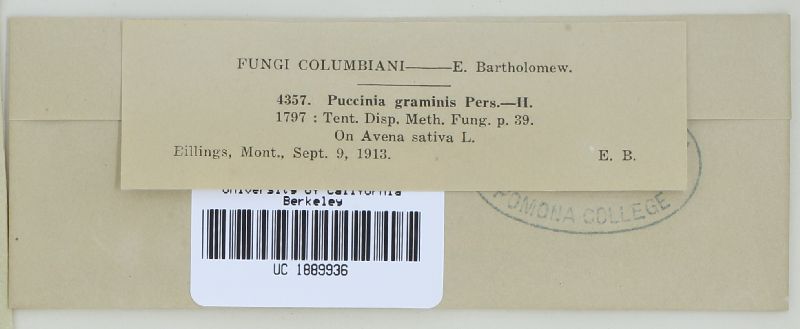 FUNGI COLUMBIANI———E. Bartholomew.
4357. Puccinia graminis Pers.—II.
1797 : Tent. Disp. Meth. Fung. p. 39.
On Avena sativa L.
Billings, Mont., Sept. 9, 1913. E. B.
University of California
Berkeley
UC 1889936
POMONA COLLEGE